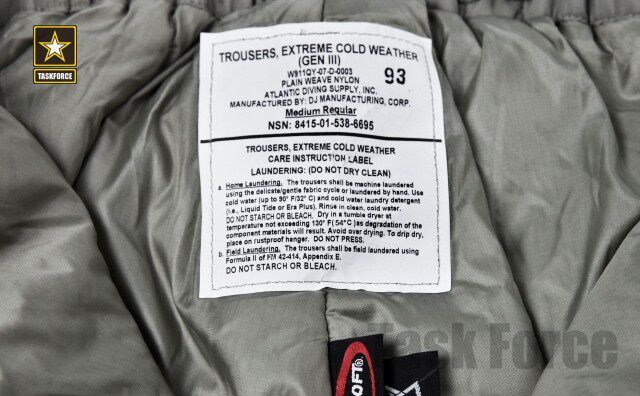 TASKFORCE
TROUSERS, EXTREME COLD WEATHER
(GEN III)
W911QY-07-D-0003
93
PLAIN WEAVE NYLON
ATLANTIC DIVING SUPPLY, INC.
MANUFACTURED BY: DJ MANUFACTURING, CORP.
Medium Regular
NSN: 8415-01-538-6695
TROUSERS, EXTREME COLD WEATHER
CARE INSTRUCTION LABEL
LAUNDERING: (DO NOT DRY CLEAN)
a. Home Laundering. The trousers shall be machine laundered
using the delicate/gentle fabric cycle or laundered by hand. Use
cold water (up to 90° F/32° C) and cold water laundry detergent
(i.e., Liquid Tide or Era Plus). Rinse in clean, cold water.
DO NOT STARCH OR BLEACH. Dry in a tumble dryer at
temperature not exceeding 130° F( 54°C )as degradation of the
component materials will result. Avoid over drying. To drip dry,
place on rustproof hanger. DO NOT PRESS.
b. Field Laundering. The trousers shall be field laundered using
Formula II of FM 42-414, Appendix E.
DO NOT STARCH OR BLEACH.
Task Force
OFT